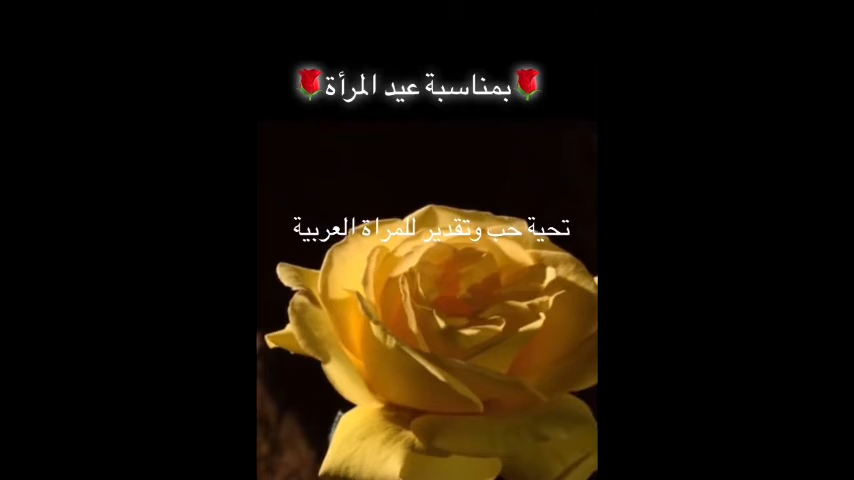 🌹بمناسبة عيد المرأة🌹
تحية حب وتقدير للمراة العربية